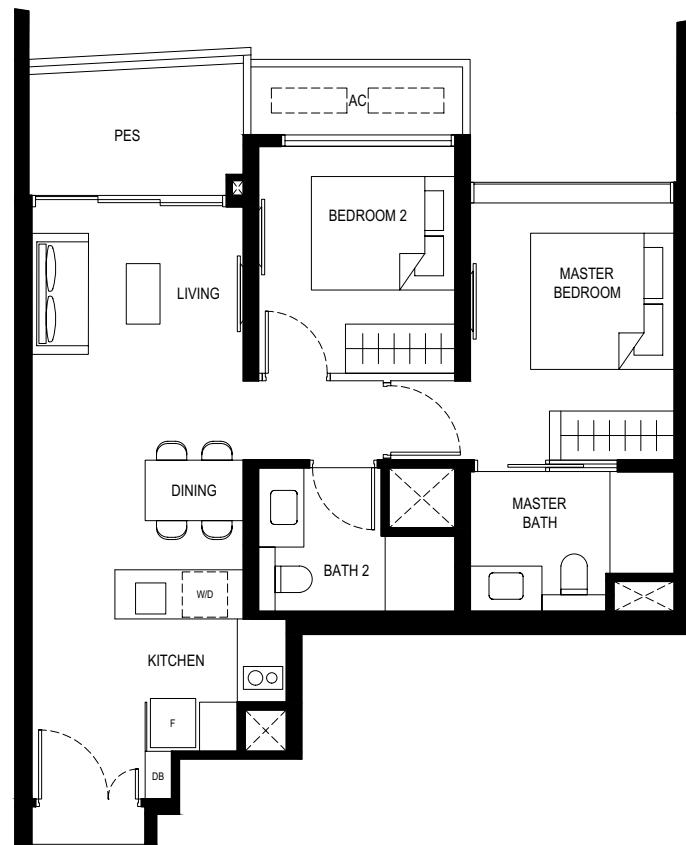 AC
PES
BEDROOM 2
MASTER
BEDROOM
LIVING
DINING
MASTER
BATH
BATH 2
W/D
KITCHEN
F
DB